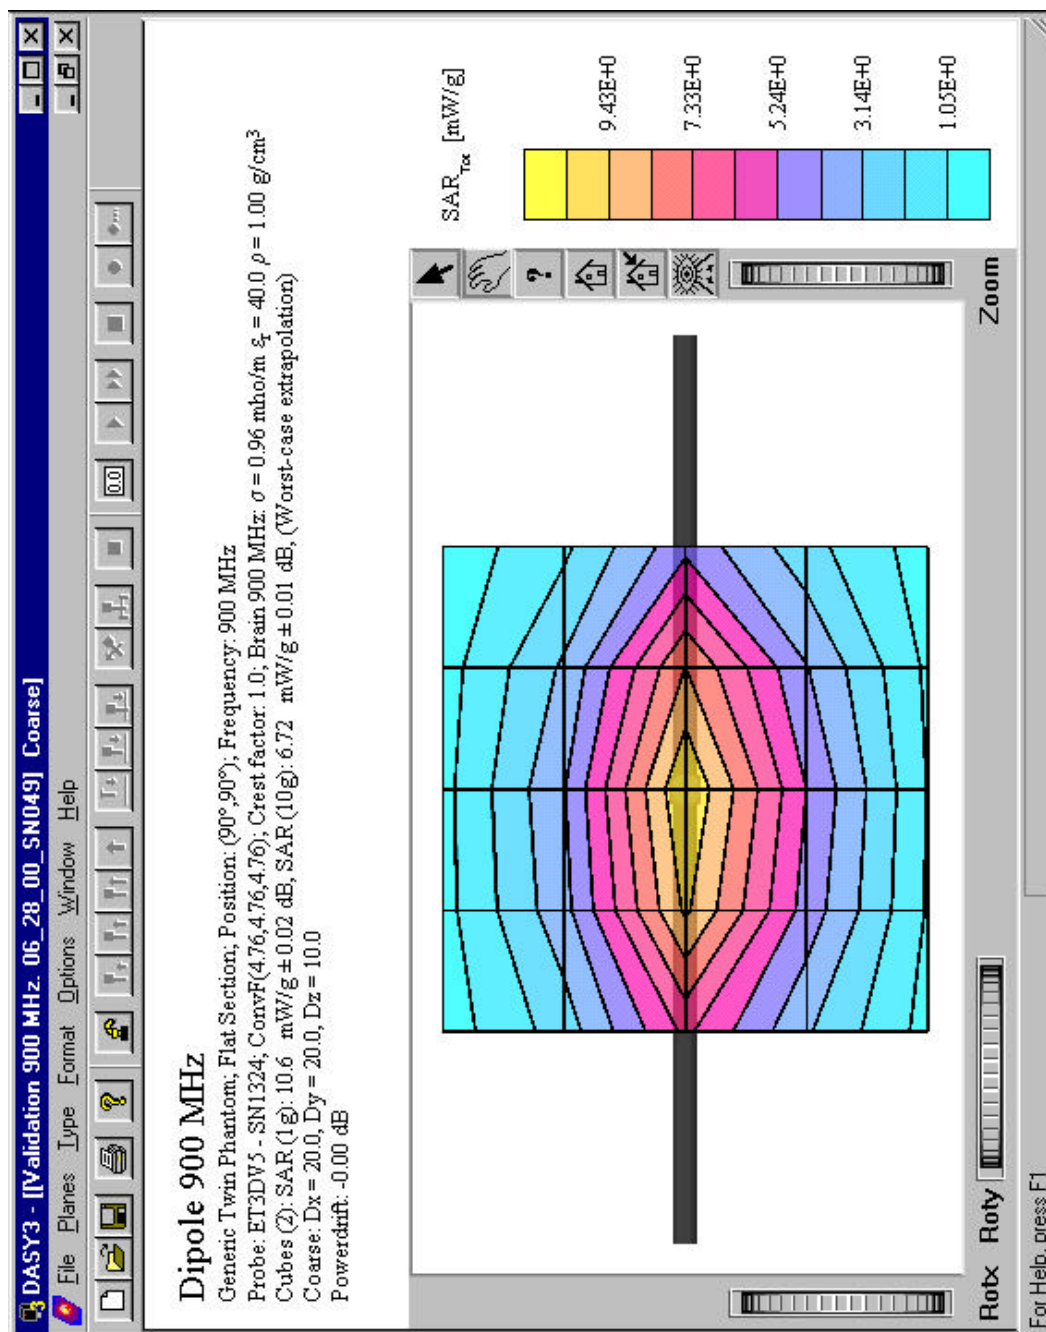 DASY3 - [[Validation 900 MHz. 06_28_00_SN049] Coarse]
File Planes Type Format Options Window Help
0.0
Dipole 900 MHz
Generic Twin Phantom; Flat Section; Position: (90°,90°); Frequency: 900 MHz
Probe: ET3DV5 - SN1324; ConvF(4.76,4.76,4.76); Crest factor: 1.0; Brain 900 MHz: σ = 0.96 mho/m εr = 40.0 ρ = 1.00 g/cm³
Cubes (2): SAR (1g): 10.6 mW/g ± 0.02 dB, SAR (10g): 6.72 mW/g ± 0.01 dB, (Worst-case extrapolation)
Coarse: Dx = 20.0, Dy = 20.0, Dz = 10.0
Powerdrift: -0.00 dB
SAR Tot [mW/g]
9.43E+0
7.33E+0
5.24E+0
3.14E+0
1.05E+0
Rotx Roty Zoom
For Help, press F1